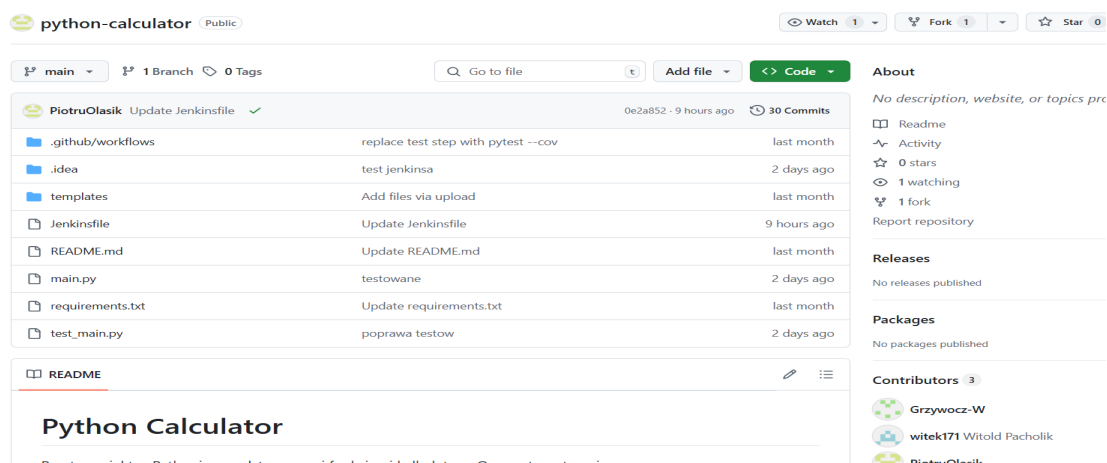 python-calculator Public
Watch 1
Fork 1
Star 0
main
1 Branch
0 Tags
Go to file
t
Add file
Code
PiotruOlasik Update Jenkinsfile
0e2a852 · 9 hours ago
30 Commits
.github/workflows replace test step with pytest --cov last month
.idea test jenkinsa 2 days ago
templates Add files via upload last month
Jenkinsfile Update Jenkinsfile 9 hours ago
README.md Update README.md last month
main.py testowane 2 days ago
requirements.txt Update requirements.txt last month
test_main.py poprawa testow 2 days ago
README
Python Calculator
About
No description, website, or topics
Readme
Activity
0 stars
1 watching
1 fork
Report repository
Releases
No releases published
Packages
No packages published
Contributors 3
Grzywocz-W
witek171 Witold Pacholik
PiotruOlasik